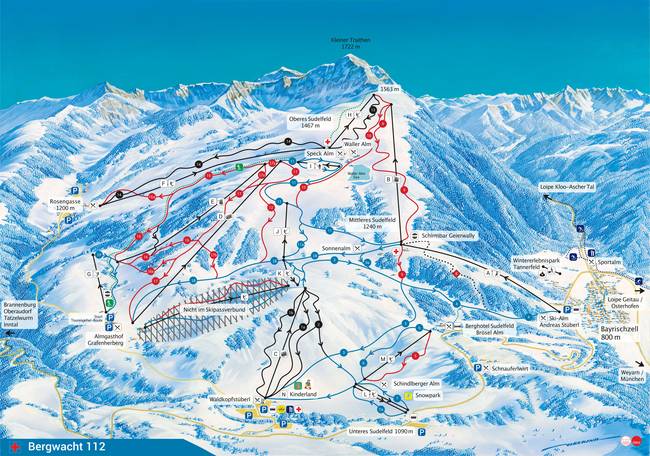 Kleiner Traithen
1722 m
1563 m
Oberes Sudelfeld
1467 m
Speck Alm
Waller Alm
H
F
I
E
D
B
Rosengasse
1200 m
Mittleres Sudelfeld
1240 m
Schirmbar Geierwally
Loipe Kloo-Ascher Tal
J
Sonnenalm
Wintererlebnispark
Tannerfeld
Sportalm
G
K
A
Nicht im Skipassverbund
Loipe Geitau /
Osterhofen
Brannenburg
Oberaudorf
Tatzelwurm
Inntal
Ski-Alm
Andreas Stüberl
Almgasthof
Grafenherberg
Berghotel Sudelfeld
Brösel Alm
Bayrischzell
800 m
C
M
Schnauferlwirt
Weyarn /
München
Schindlberger Alm
Waldkopfstüberl
N Kinderland
L
Snowpark
Unteres Sudelfeld 1090 m
Bergwacht 112